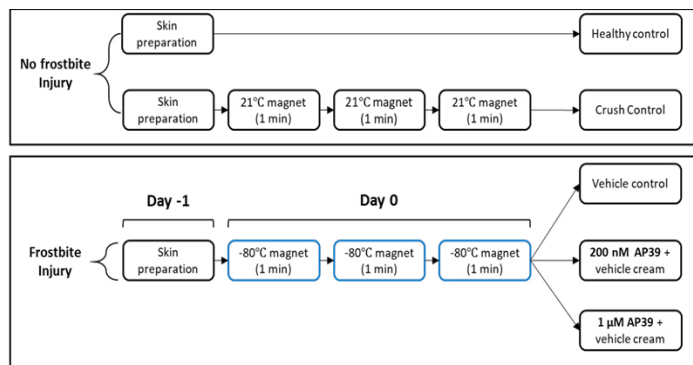 Skin
preparation
Healthy control
No frostbite
Injury
Skin
preparation
21°C magnet
(1 min)
21°C magnet
(1 min)
21°C magnet
(1 min)
Crush Control
Day -1
Day 0
Vehicle control
Frostbite
Injury
Skin
preparation
-80°C magnet
(1 min)
-80°C magnet
(1 min)
-80°C magnet
(1 min)
200 nM AP39 +
vehicle cream
1 µM AP39 +
vehicle cream